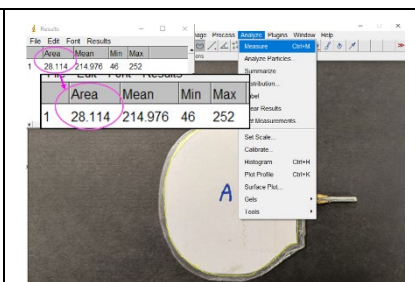 Results
File Edit Font Results
Area Mean Min Max
1 28.114 214.976 46 252
File Edit Font Results
Area Mean Min Max
1 28.114 214.976 46 252
Process Analyze Plugins Window Help
Measure Ctrl+M
Analyze Particles...
Summarize
Distribution...
Label
Clear Results
Set Measurements...
Set Scale...
Calibrate...
Histogram Ctrl+H
Plot Profile Ctrl+K
Surface Plot...
Gels
Tools
A